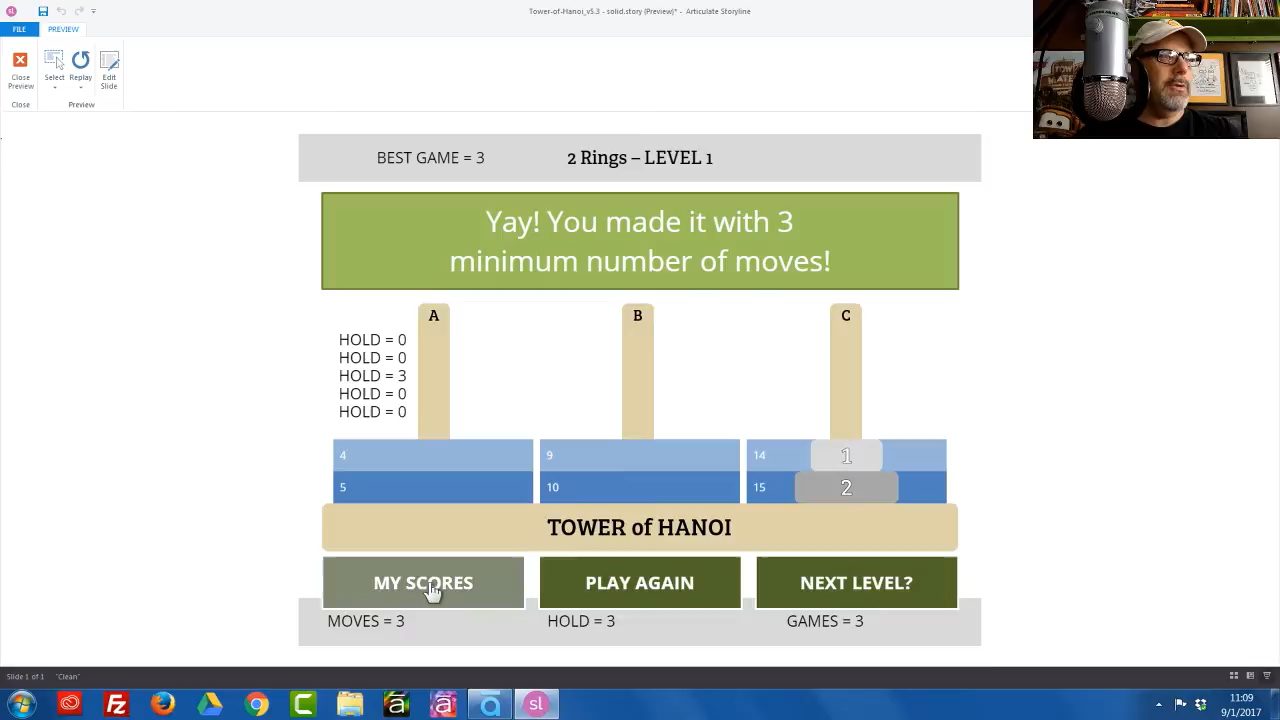 Tower-of-Hanoi_v5.3 - solid.story (Preview)* - Articulate Storyline
FILE
PREVIEW
Close Preview
Select
Replay
Edit Slide
Close
Preview
BEST GAME = 3
2 Rings – LEVEL 1
Yay! You made it with 3
minimum number of moves!
A
B
C
HOLD = 0
HOLD = 0
HOLD = 3
HOLD = 0
HOLD = 0
4
9
14
1
5
10
15
2
TOWER of HANOI
MY SCORES
PLAY AGAIN
NEXT LEVEL?
MOVES = 3
HOLD = 3
GAMES = 3
Slide 1 of 1
"Clean"
11:09
9/1/2017